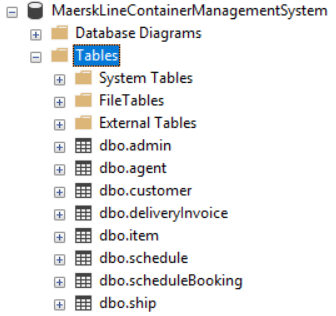 MaerskLineContainerManagementSystem
Database Diagrams
Tables
System Tables
FileTables
External Tables
dbo.admin
dbo.agent
dbo.customer
dbo.deliveryInvoice
dbo.item
dbo.schedule
dbo.scheduleBooking
dbo.ship